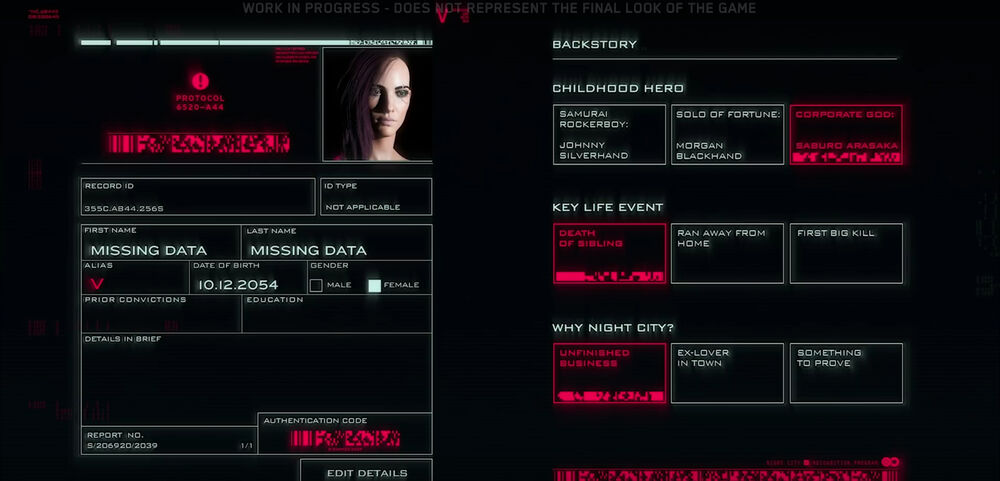 WORK IN PROGRESS - DOES NOT REPRESENT THE FINAL LOOK OF THE GAME
V
PROTOCOL
6520-A44
RECORD ID
355C.AB44.256S
ID TYPE
NOT APPLICABLE
FIRST NAME
MISSING DATA
LAST NAME
MISSING DATA
ALIAS
V
DATE OF BIRTH
10.12.2054
GENDER
MALE
FEMALE
PRIOR CONVICTIONS
EDUCATION
DETAILS IN BRIEF
REPORT NO.
S/206920/2039
1/1
AUTHENTICATION CODE
EDIT DETAILS
BACKSTORY
CHILDHOOD HERO
SAMURAI
ROCKERBOY:
JOHNNY
SILVERHAND
SOLO OF FORTUNE:
MORGAN
BLACKHAND
CORPORATE GOD:
SABURO ARASAKA
KEY LIFE EVENT
DEATH
OF SIBLING
RAN AWAY FROM
HOME
FIRST BIG KILL
WHY NIGHT CITY?
UNFINISHED
BUSINESS
EX-LOVER
IN TOWN
SOMETHING
TO PROVE